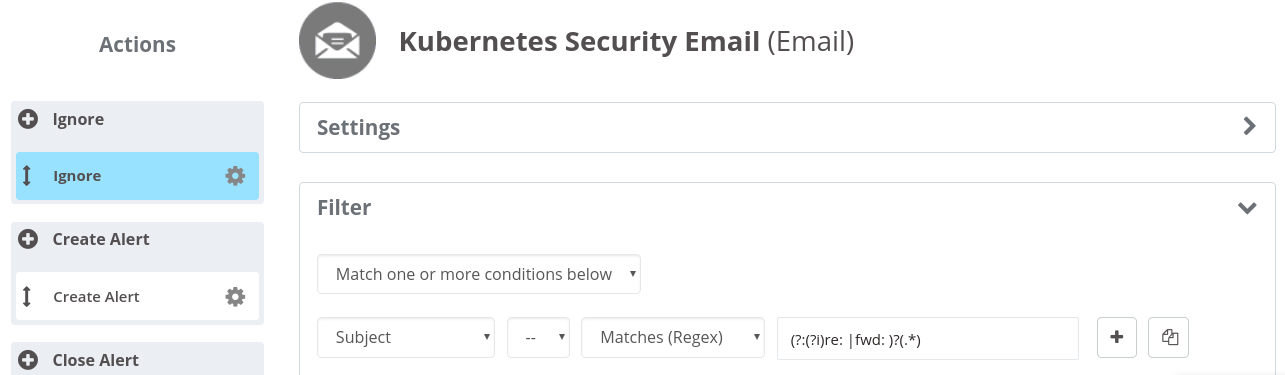 Actions
Ignore
Ignore
Create Alert
Create Alert
Close Alert
Kubernetes Security Email (Email)
Settings
Filter
Match one or more conditions below
Subject -- Matches (Regex) (?:(?i)re: |fwd: )?(.*)